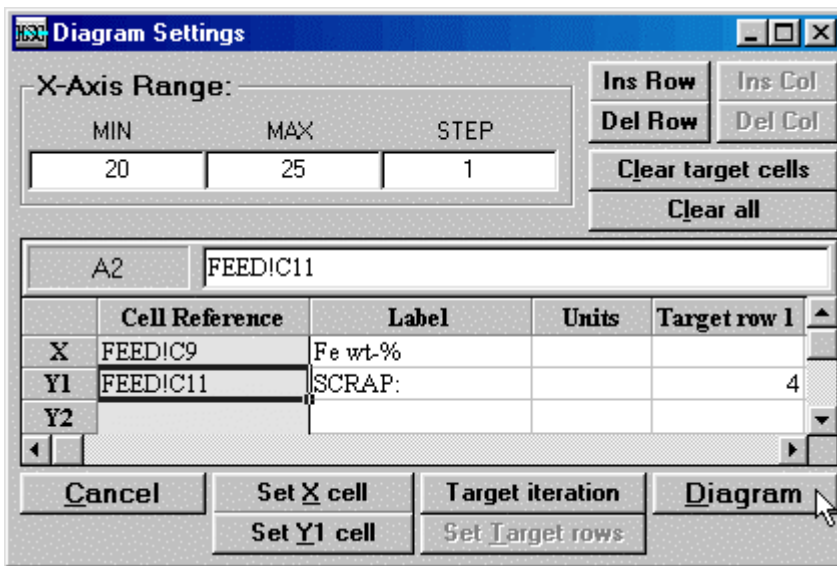 HSC Diagram Settings
X-Axis Range:
MIN MAX STEP
20 25 1
Ins Row Ins Col
Del Row Del Col
Clear target cells
Clear all
A2 FEED!C11
Cell Reference Label Units Target row 1
X FEED!C9 Fe wt-%
Y1 FEED!C11 SCRAP: 4
Y2
Cancel Set X cell Target iteration Diagram
Set Y1 cell Set Target rows